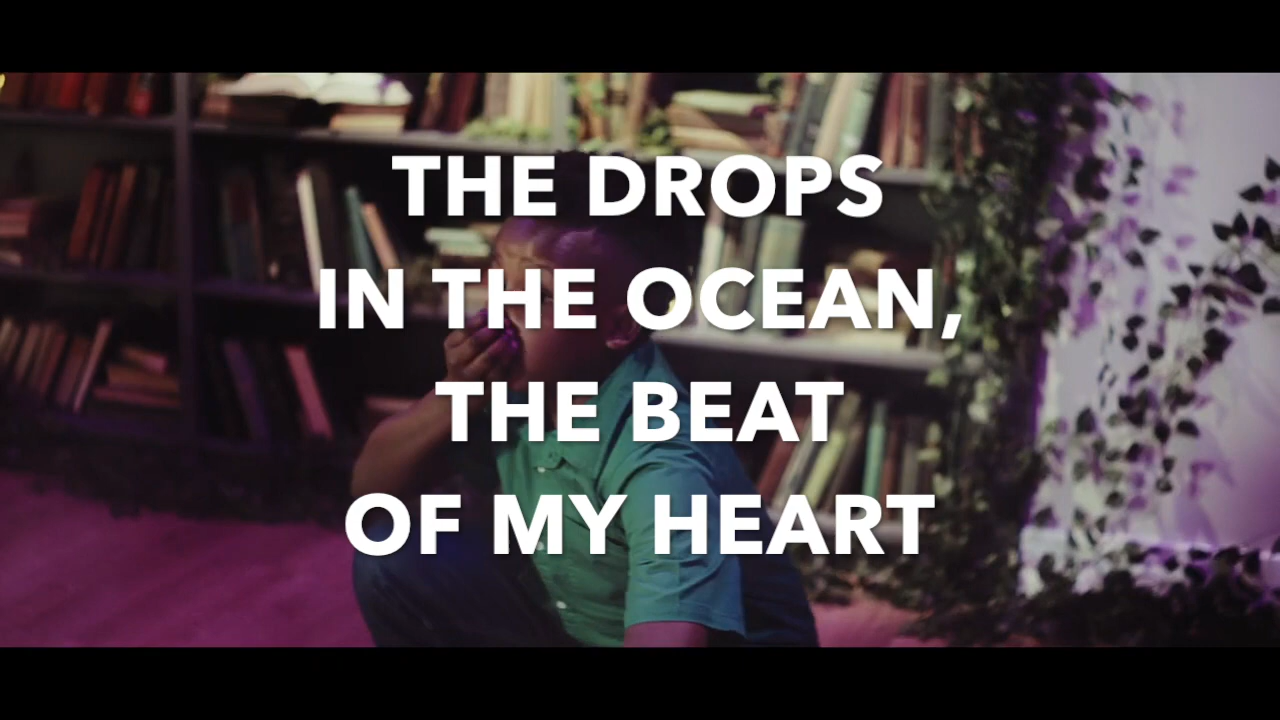 THE DROPS
IN THE OCEAN,
THE BEAT
OF MY HEART